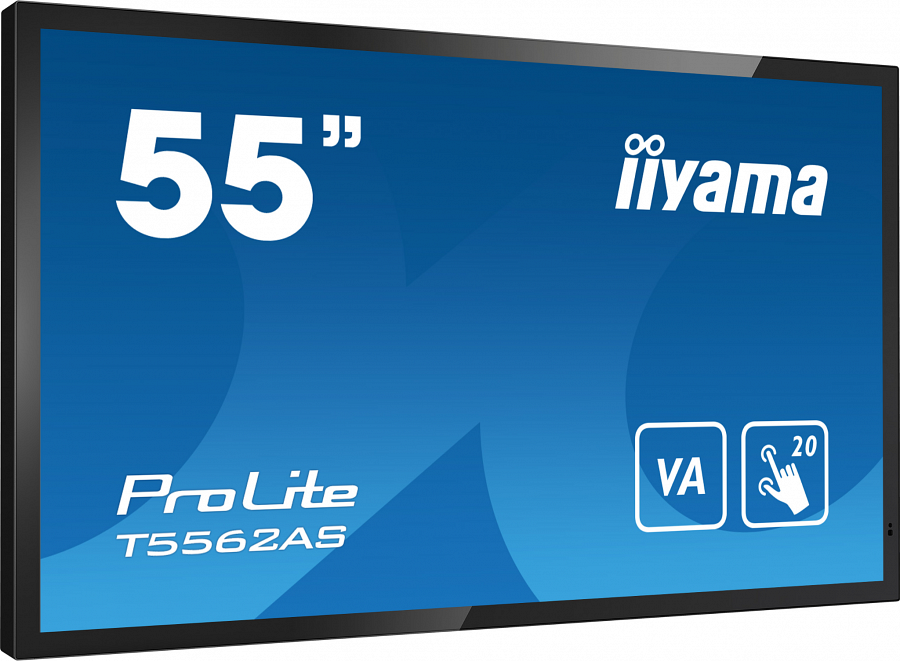 55”
iiyama
VA
20
ProLite
T5562AS